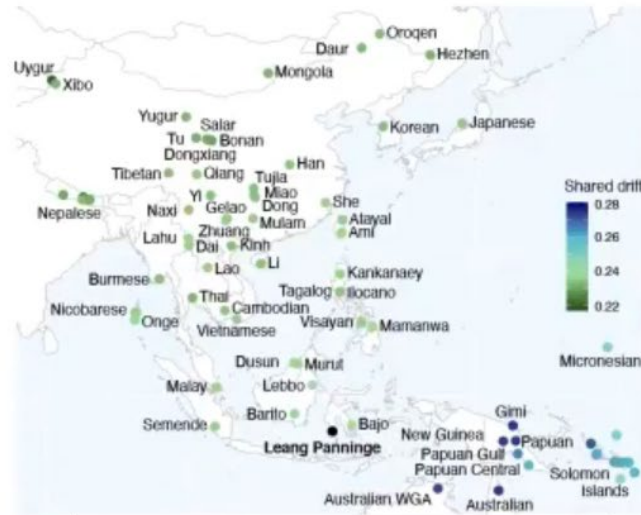 Oroqen
Daur
Hezhen
Uygur
Xibo
Mongola
Yugur
Salar
Tu
Bonan
Dongxiang
Korean
Japanese
Han
Tibetan
Qiang
Tujia
Yi
Miao
Naxi
Gelao
Dong
She
Nepalese
Mulam
Atayal
Zhuang
Ami
Lahu
Dai
Kinh
Lao
Li
Burmese
Kankanaey
Tagalog
Ilocano
Thai
Nicobarese
Cambodian
Onge
Vietnamese
Visayan
Mamanwa
Shared drift
0.28
0.26
0.24
0.22
Micronesian
Dusun
Murut
Malay
Lebbo
Semende
Barito
Bajo
Leang Panninge
Gimi
New Guinea
Papuan
Papuan Gulf
Papuan Central
Solomon
Islands
Australian WGA
Australian